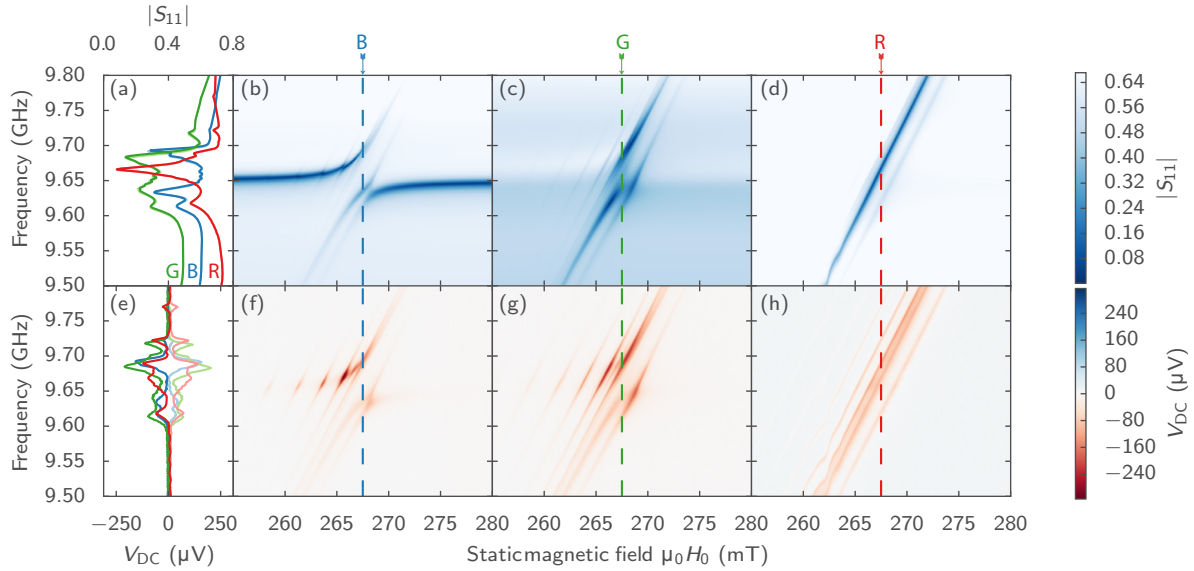 |S11|
0.0 0.4 0.8
B G R
9.80 9.75 9.70 9.65 9.60 9.55 9.50
Frequency (GHz)
(a) (b) (c) (d)
G B R
0.64 0.56 0.48 0.40 0.32 0.24 0.16 0.08
|S11|
9.75 9.70 9.65 9.60 9.55 9.50
Frequency (GHz)
(e) (f) (g) (h)
240 160 80 0 −80 −160 −240
VDC (µV)
−250 0 250
260 265 270 275 280
260 265 270 275 280
260 265 270 275 280
VDC (µV)
Static magnetic field µ0H0 (mT)